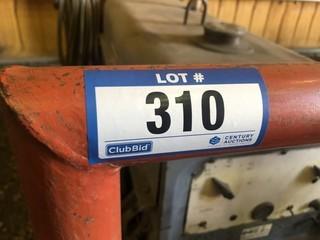 LOT #
310
ClubBid
CENTURY
AUCTIONS